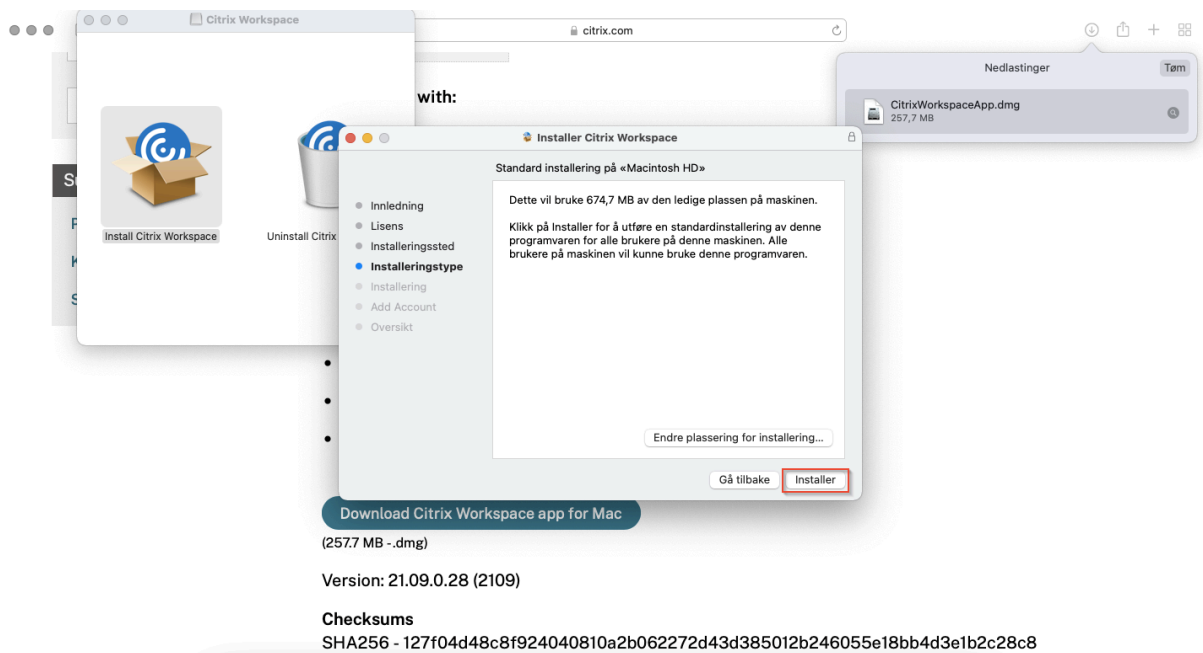 Citrix Workspace
citrix.com
Nedlastinger
Tøm
CitrixWorkspaceApp.dmg
257,7 MB
with:
Install Citrix Workspace
Uninstall Citrix
Installer Citrix Workspace
Standard installering på «Macintosh HD»
Innledning
Lisens
Installeringssted
Installeringstype
Installering
Add Account
Oversikt
Dette vil bruke 674,7 MB av den ledige plassen på maskinen.
Klikk på Installer for å utføre en standardinstallering av denne
programvaren for alle brukere på denne maskinen. Alle
brukere på maskinen vil kunne bruke denne programvaren.
Endre plassering for installering...
Gå tilbake
Installer
Download Citrix Workspace app for Mac
(257.7 MB - .dmg)
Version: 21.09.0.28 (2109)
Checksums
SHA256 - 127f04d48c8f924040810a2b062272d43d385012b246055e18bb4d3e1b2c28c8